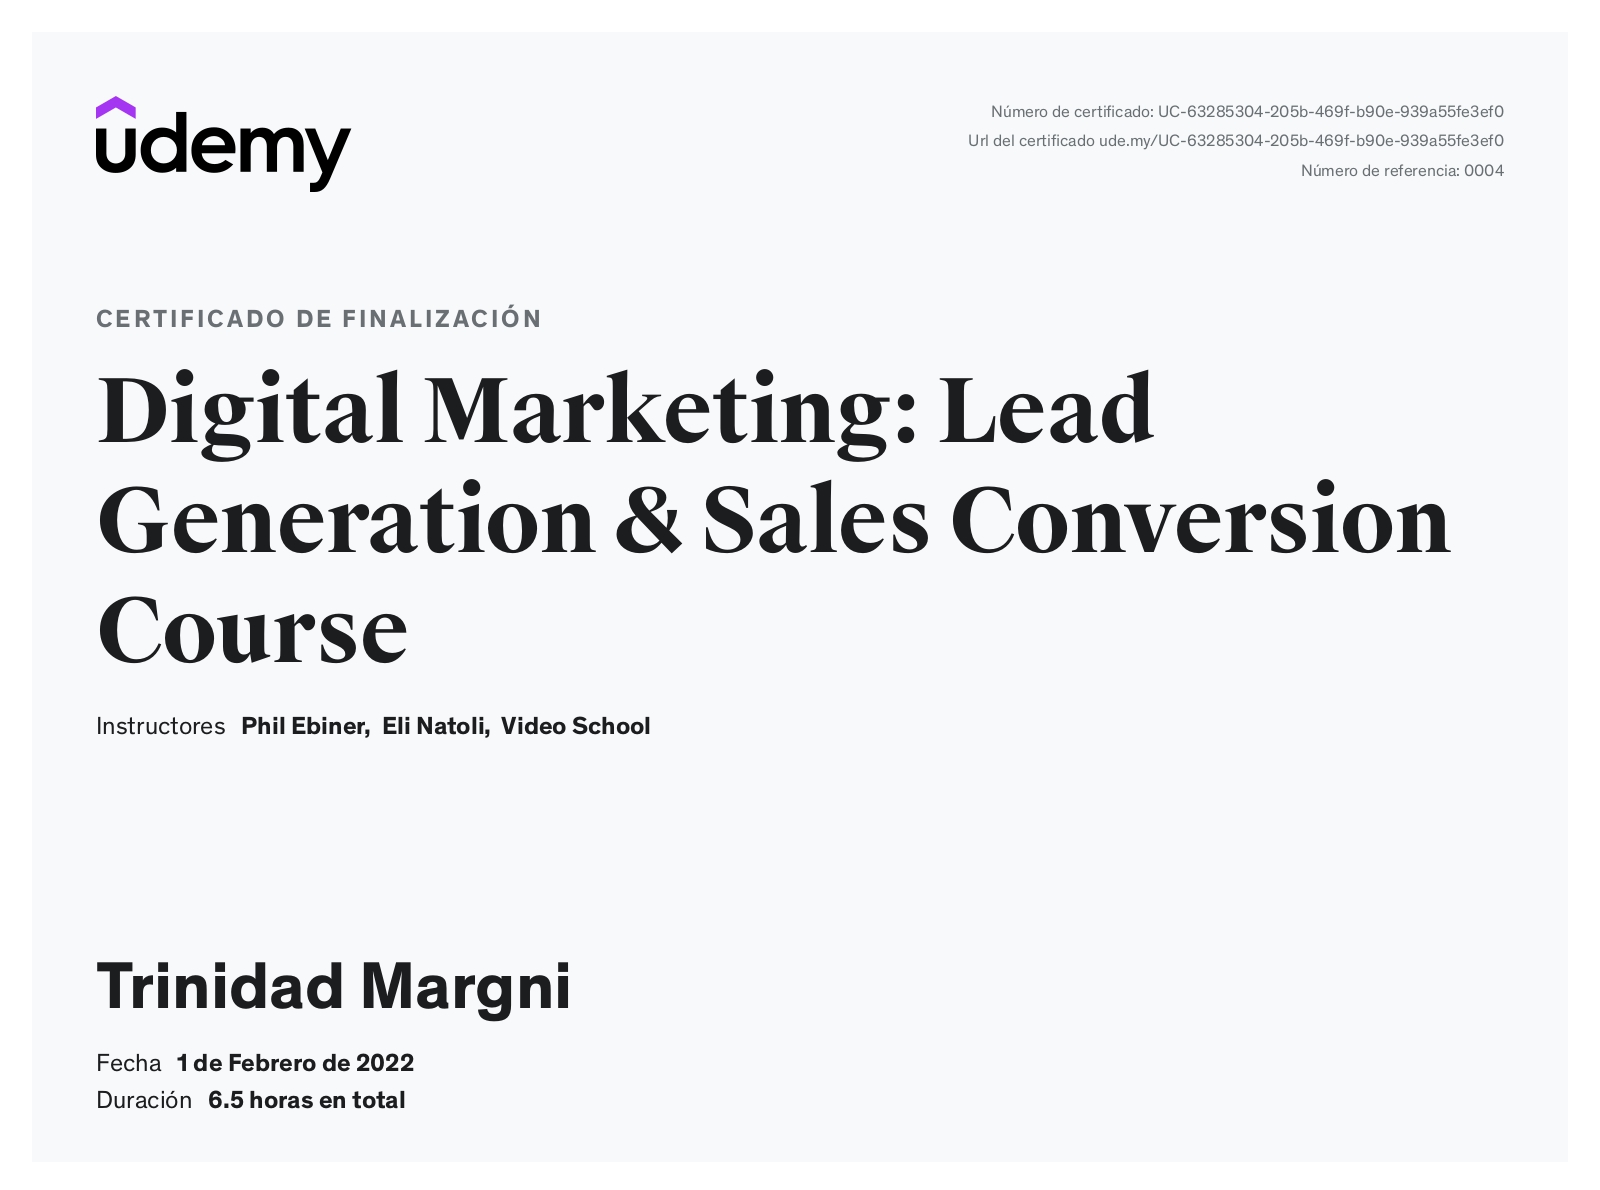 udemy
Número de certificado: UC-63285304-205b-469f-b90e-939a55fe3ef0
Url del certificado ude.my/UC-63285304-205b-469f-b90e-939a55fe3ef0
Número de referencia: 0004
CERTIFICADO DE FINALIZACIÓN
Digital Marketing: Lead
Generation & Sales Conversion
Course
Instructores Phil Ebiner, Eli Natoli, Video School
Trinidad Margni
Fecha 1 de Febrero de 2022
Duración 6.5 horas en total